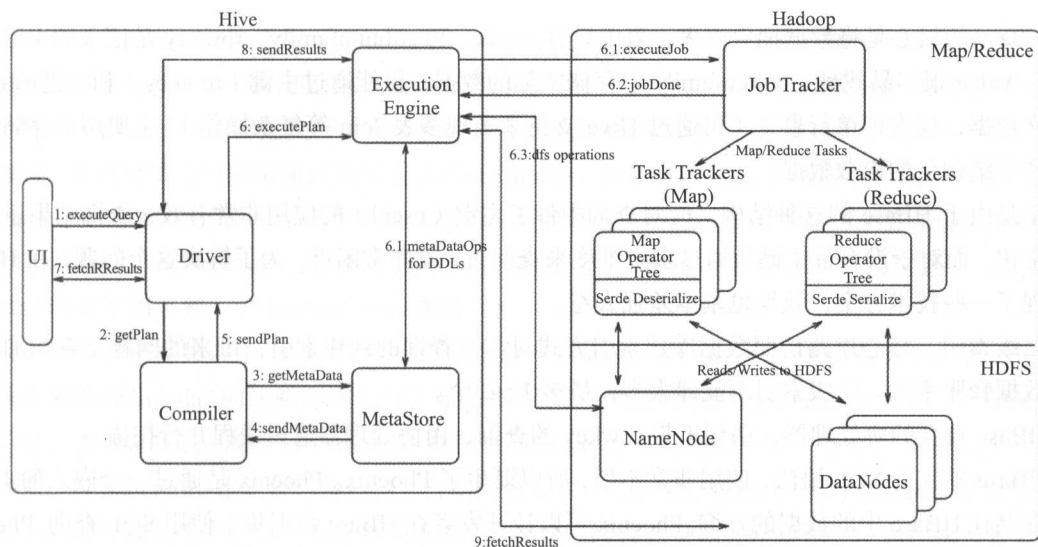 Hive
Hadoop
8: sendResults
6.1:executeJob
Map/Reduce
Execution
Engine
6.2:jobDone
Job Tracker
6: executePlan
6.3:dfs operations
Map/Reduce Tasks
Task Trackers
(Map)
Task Trackers
(Reduce)
UI
1: executeQuery
7: fetchRResults
Driver
6.1 metaDataOps
for DDLs
Map
Operator
Tree
Serde Deserialize
Reduce
Operator
Tree
Serde Serialize
2: getPlan
5: sendPlan
3: getMetaData
Compiler
MetaStore
4:sendMetaData
Reads/Writes to HDFS
HDFS
NameNode
DataNodes
9:fetchResults